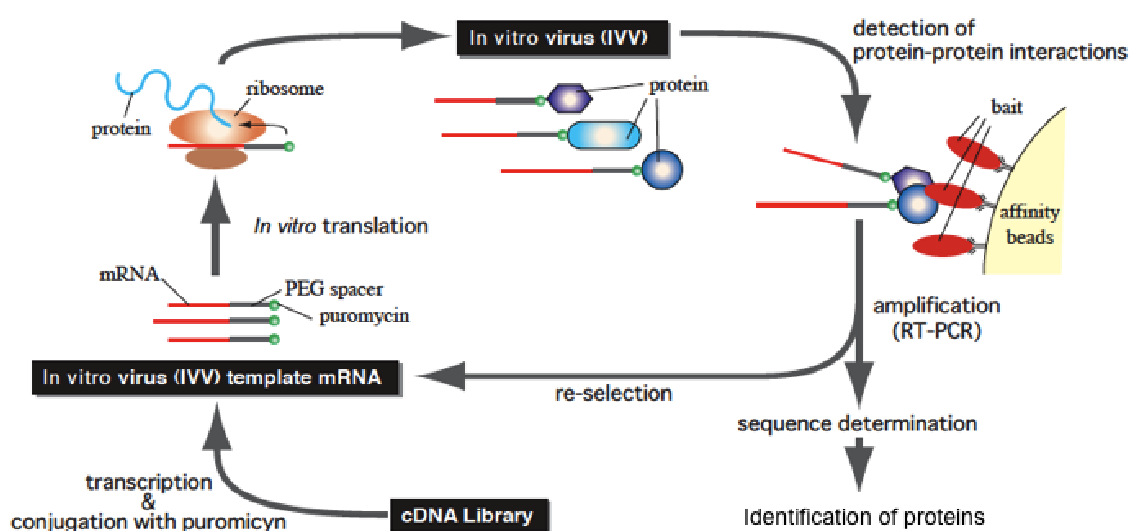 In vitro virus (IVV)
detection of
protein-protein interactions
ribosome
protein
protein
bait
affinity
beads
In vitro translation
mRNA
PEG spacer
puromycin
amplification
(RT-PCR)
In vitro virus (IVV) template mRNA
re-selection
sequence determination
transcription
&
conjugation with puromicyn
cDNA Library
Identification of proteins